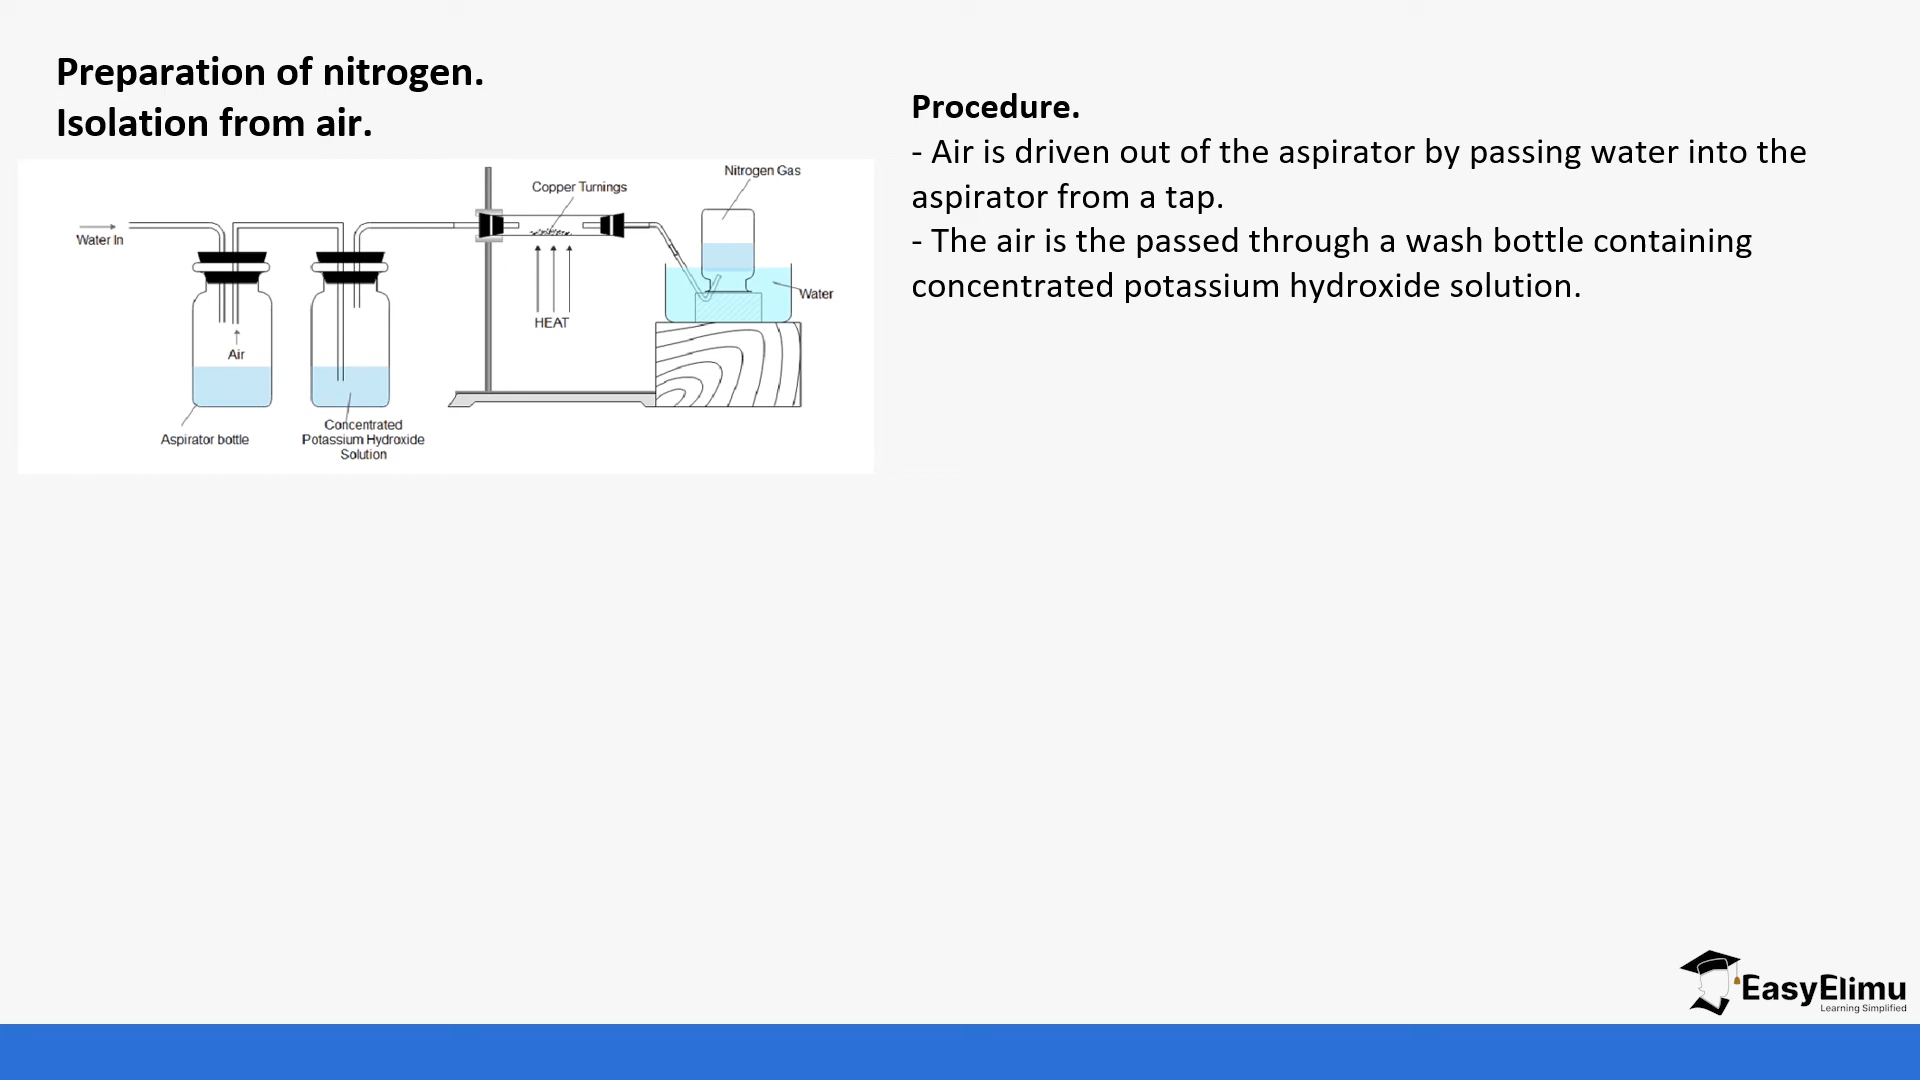 Preparation of nitrogen.
Isolation from air.
Procedure.
- Air is driven out of the aspirator by passing water into the
aspirator from a tap.
- The air is the passed through a wash bottle containing
concentrated potassium hydroxide solution.
Nitrogen Gas
Copper Turnings
Water In
Water
HEAT
Air
Aspirator bottle
Concentrated
Potassium Hydroxide
Solution
EasyElimu
Learning Simplified